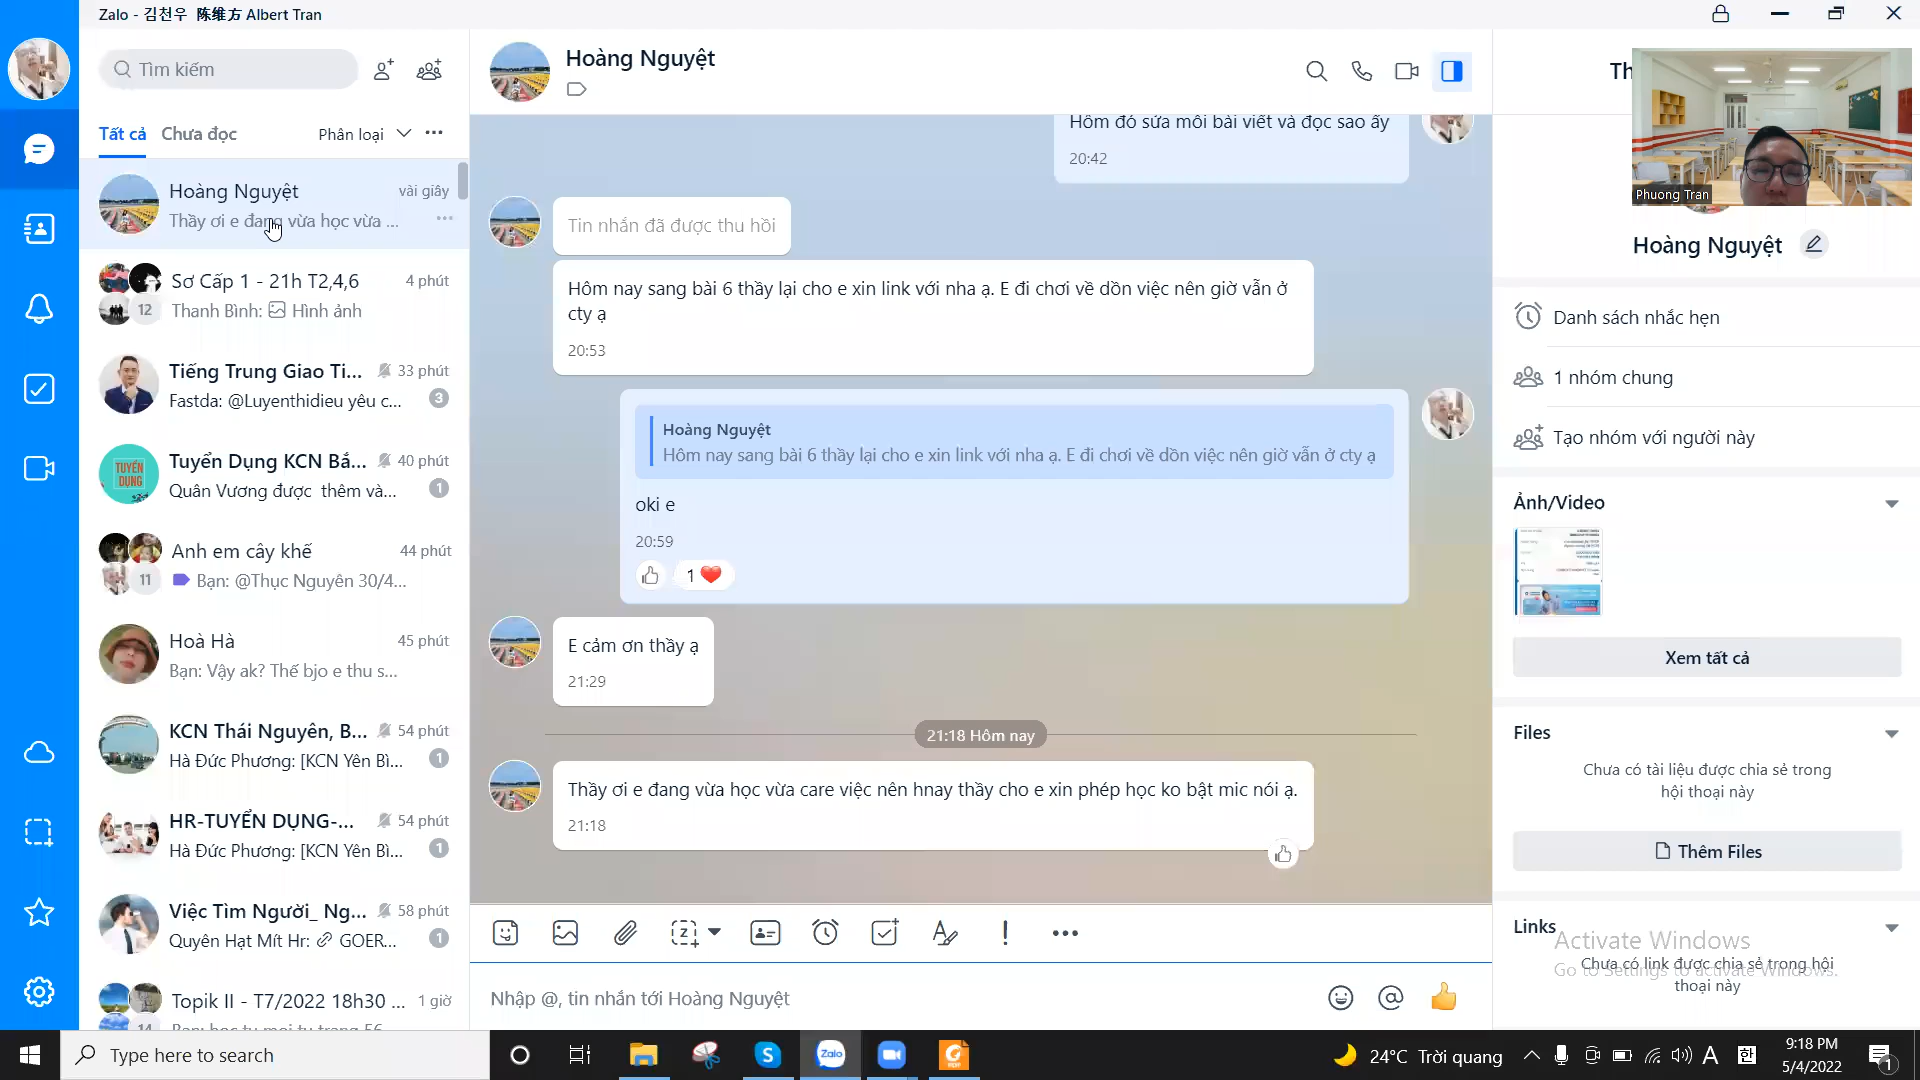 Zalo - 김천우 陈维方 Albert Tran
Tìm kiếm
Tất cả Chưa đọc Phân loại
Hoàng Nguyệt vài giây
Thầy ơi e đang vừa học vừa ...
Sơ Cấp 1 - 21h T2,4,6 4 phút
12 Thanh Bình: Hình ảnh
Tiếng Trung Giao Ti... 33 phút
Fastda: @Luyenthidieu yêu c... 3
TUYỂN DỤNG
Tuyển Dụng KCN Bắ... 40 phút
Quân Vương được thêm và... 1
Anh em cây khế 44 phút
11 Bạn: @Thục Nguyên 30/4...
Hoà Hà 45 phút
Bạn: Vậy ak? Thế bjo e thu s...
KCN Thái Nguyên, B... 54 phút
Hà Đức Phương: [KCN Yên Bì... 1
HR-TUYỂN DỤNG-... 54 phút
Hà Đức Phương: [KCN Yên Bì... 1
Việc Tìm Người_ Ng... 58 phút
Quyên Hạt Mít Hr: GOER... 1
Topik II - T7/2022 18h30 ... 1 giờ
Hoàng Nguyệt
Hôm đó sửa mỗi bài viết và đọc sao ấy
20:42
Tin nhắn đã được thu hồi
Hôm nay sang bài 6 thầy lại cho e xin link với nha ạ. E đi chơi về dồn việc nên giờ vẫn ở
cty ạ
20:53
Hoàng Nguyệt
Hôm nay sang bài 6 thầy lại cho e xin link với nha ạ. E đi chơi về dồn việc nên giờ vẫn ở cty ạ
oki e
20:59
1
E cảm ơn thầy ạ
21:29
21:18 Hôm nay
Thầy ơi e đang vừa học vừa care việc nên hnay thầy cho e xin phép học ko bật mic nói ạ.
21:18
Nhập @, tin nhắn tới Hoàng Nguyệt
Th
Phuong Tran
Hoàng Nguyệt
Danh sách nhắc hẹn
1 nhóm chung
Tạo nhóm với người này
Ảnh/Video
Xem tất cả
Files
Chưa có tài liệu được chia sẻ trong
hội thoại này
Thêm Files
Links
Activate Windows
Go to Settings to activate Windows.
Chưa có link được chia sẻ trong hội
thoại này
Type here to search
Zalo
24°C Trời quang
A 한
9:18 PM
5/4/2022
1